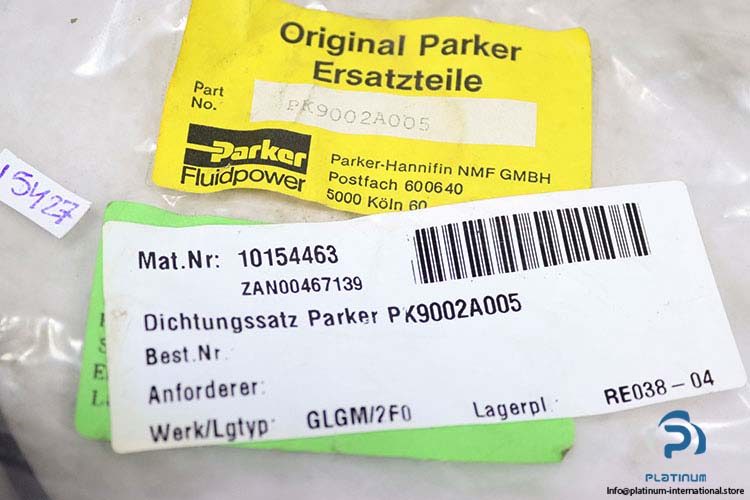 Original Parker
Ersatzteile
Part
No.
PK9002A005
Parker
Fluidpower
Parker-Hannifin NMF GMBH
Postfach 600640
5000 Köln 60
5427
Mat.Nr: 10154463
ZAN00467139
Dichtungssatz Parker PK9002A005
Best.Nr.
Anforderer:
Werk/Lgtyp: GLGM/2F0 Lagerpl.: RE038-04
PLATINUM
Info@platinum-international.store